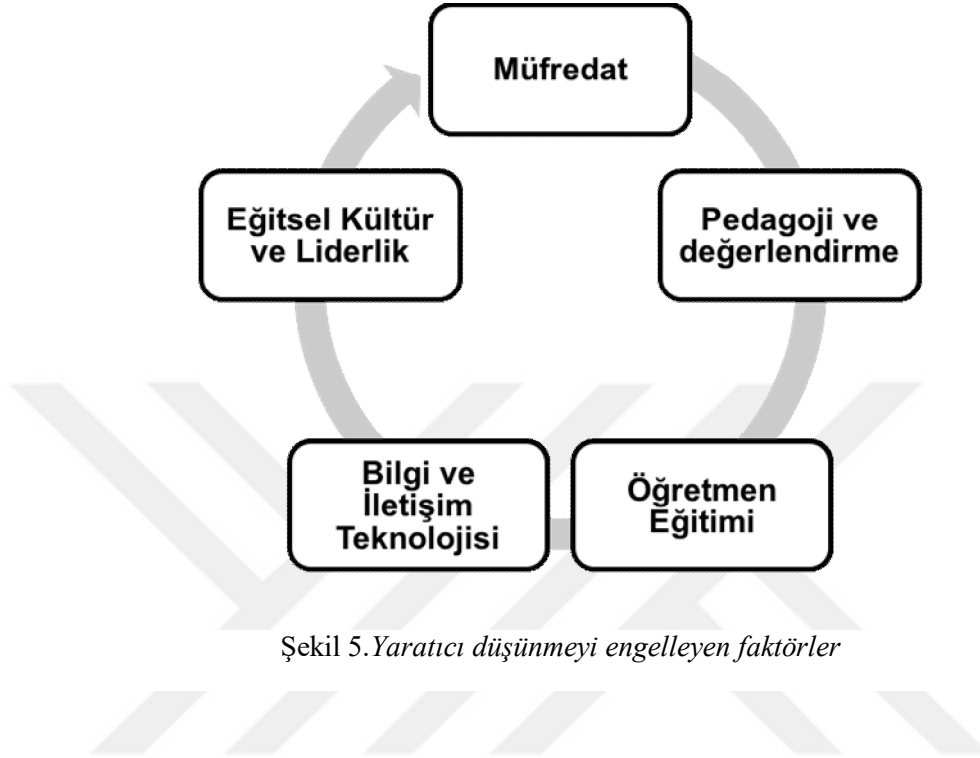 Müfredat
Pedagoji ve
değerlendirme
Öğretmen
Eğitimi
Bilgi ve
İletişim
Teknolojisi
Eğitsel Kültür
ve Liderlik
Şekil 5.Yaratıcı düşünmeyi engelleyen faktörler